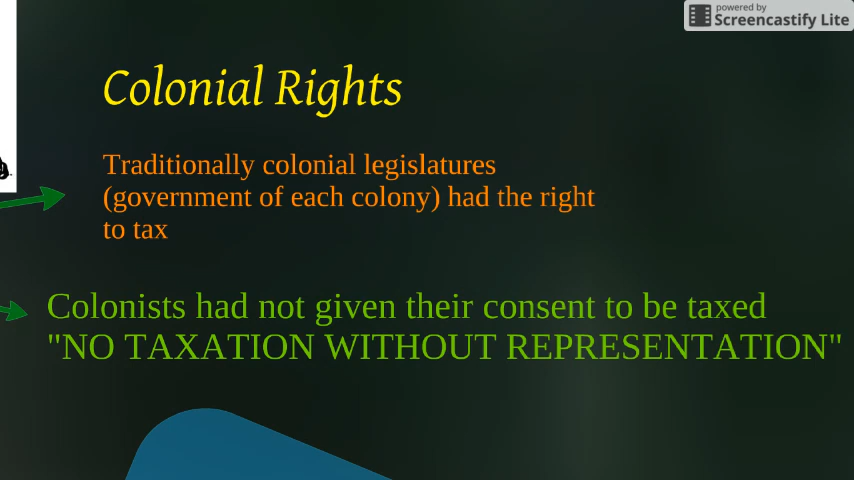 powered by
Screencastify Lite
Colonial Rights
Traditionally colonial legislatures
(government of each colony) had the right
to tax
Colonists had not given their consent to be taxed
"NO TAXATION WITHOUT REPRESENTATION"